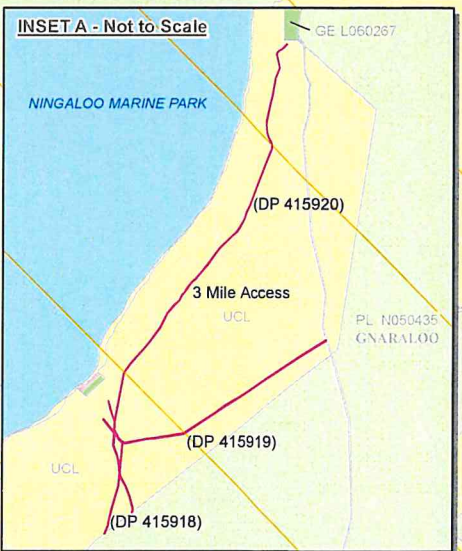 INSET A - Not to Scale
GE L060267
NINGALOO MARINE PARK
(DP 415920)
3 Mile Access
UCL
PL N050435
GNARALOO
(DP 415919)
UCL
(DP 415918)